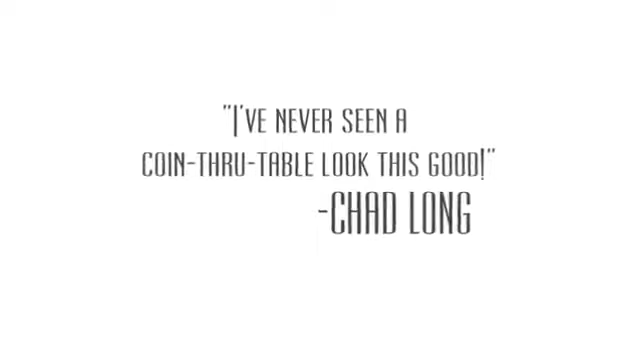 "I'VE NEVER SEEN A
COIN-THRU-TABLE LOOK THIS GOOD!"
-CHAD LONG